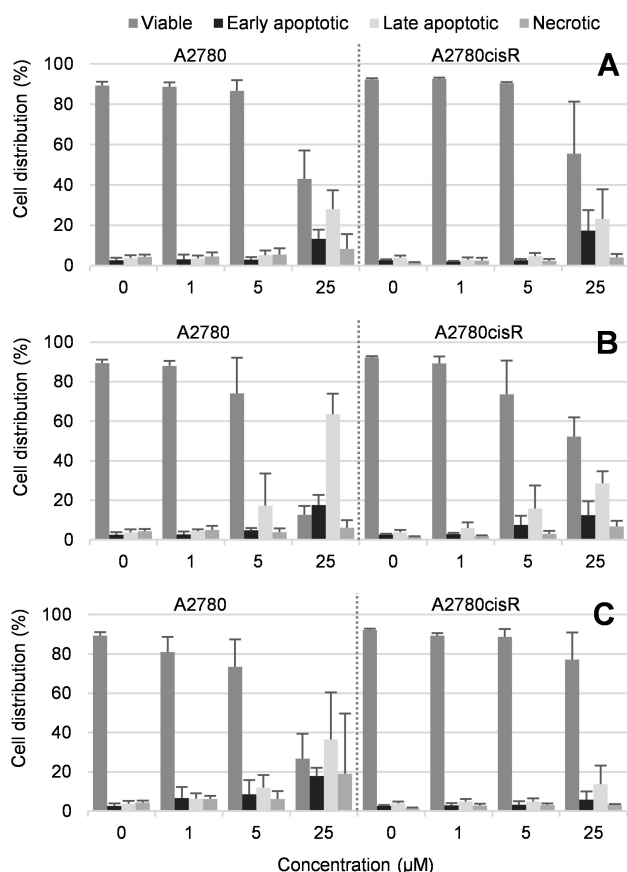 Viable Early apoptotic Late apoptotic Necrotic
A2780 A2780cisR A
Cell distribution (%)
100
80
60
40
20
0
0 1 5 25 0 1 5 25
A2780 A2780cisR B
Cell distribution (%)
100
80
60
40
20
0
0 1 5 25 0 1 5 25
A2780 A2780cisR C
Cell distribution (%)
100
80
60
40
20
0
0 1 5 25 0 1 5 25
Concentration (μM)